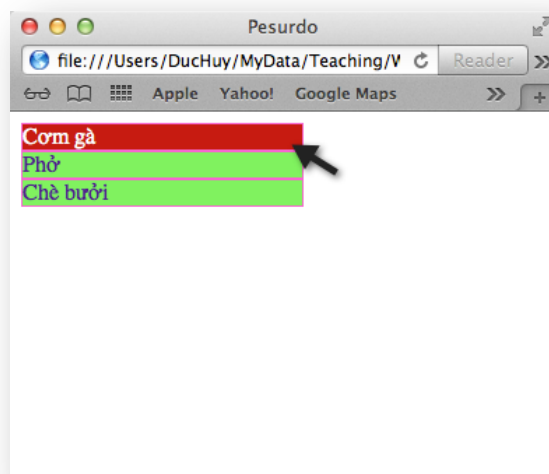 Pesurdo
file:///Users/DucHuy/MyData/Teaching/W Reader
Apple Yahoo! Google Maps
Cơm gà
Phở
Chè bưởi